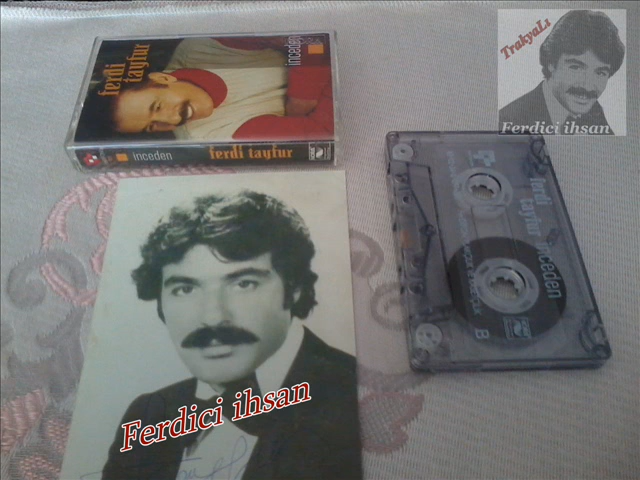 ferdi
tayfur
inceden
inceden ferdi tayfur
TrakyaLı
Ferdici ihsan
ferdi
tayfur inceden
B
Ferdici ihsan